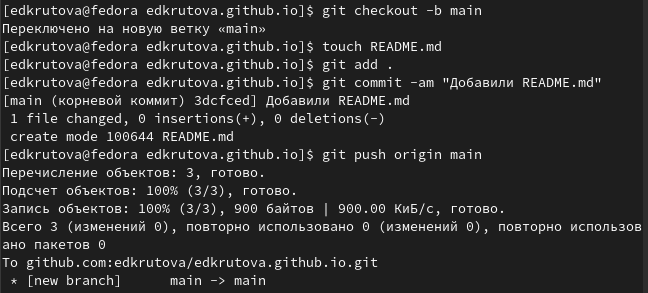 [edkrutova@fedora edkrutova.github.io]$ git checkout -b main
Переключено на новую ветку «main»
[edkrutova@fedora edkrutova.github.io]$ touch README.md
[edkrutova@fedora edkrutova.github.io]$ git add .
[edkrutova@fedora edkrutova.github.io]$ git commit -am "Добавили README.md"
[main (корневой коммит) 3dcfced] Добавили README.md
 1 file changed, 0 insertions(+), 0 deletions(-)
 create mode 100644 README.md
[edkrutova@fedora edkrutova.github.io]$ git push origin main
Перечисление объектов: 3, готово.
Подсчет объектов: 100% (3/3), готово.
Запись объектов: 100% (3/3), 900 байтов | 900.00 КиБ/с, готово.
Всего 3 (изменений 0), повторно использовано 0 (изменений 0), повторно использов
ано пакетов 0
To github.com:edkrutova/edkrutova.github.io.git
 * [new branch]      main -> main